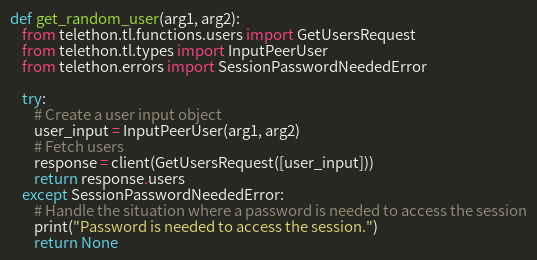 def get_random_user(arg1, arg2):
    from telethon.tl.functions.users import GetUsersRequest
    from telethon.tl.types import InputPeerUser
    from telethon.errors import SessionPasswordNeededError

    try:
        # Create a user input object
        user_input = InputPeerUser(arg1, arg2)
        # Fetch users
        response = client(GetUsersRequest([user_input]))
        return response.users
    except SessionPasswordNeededError:
        # Handle the situation where a password is needed to access the session
        print("Password is needed to access the session.")
        return None